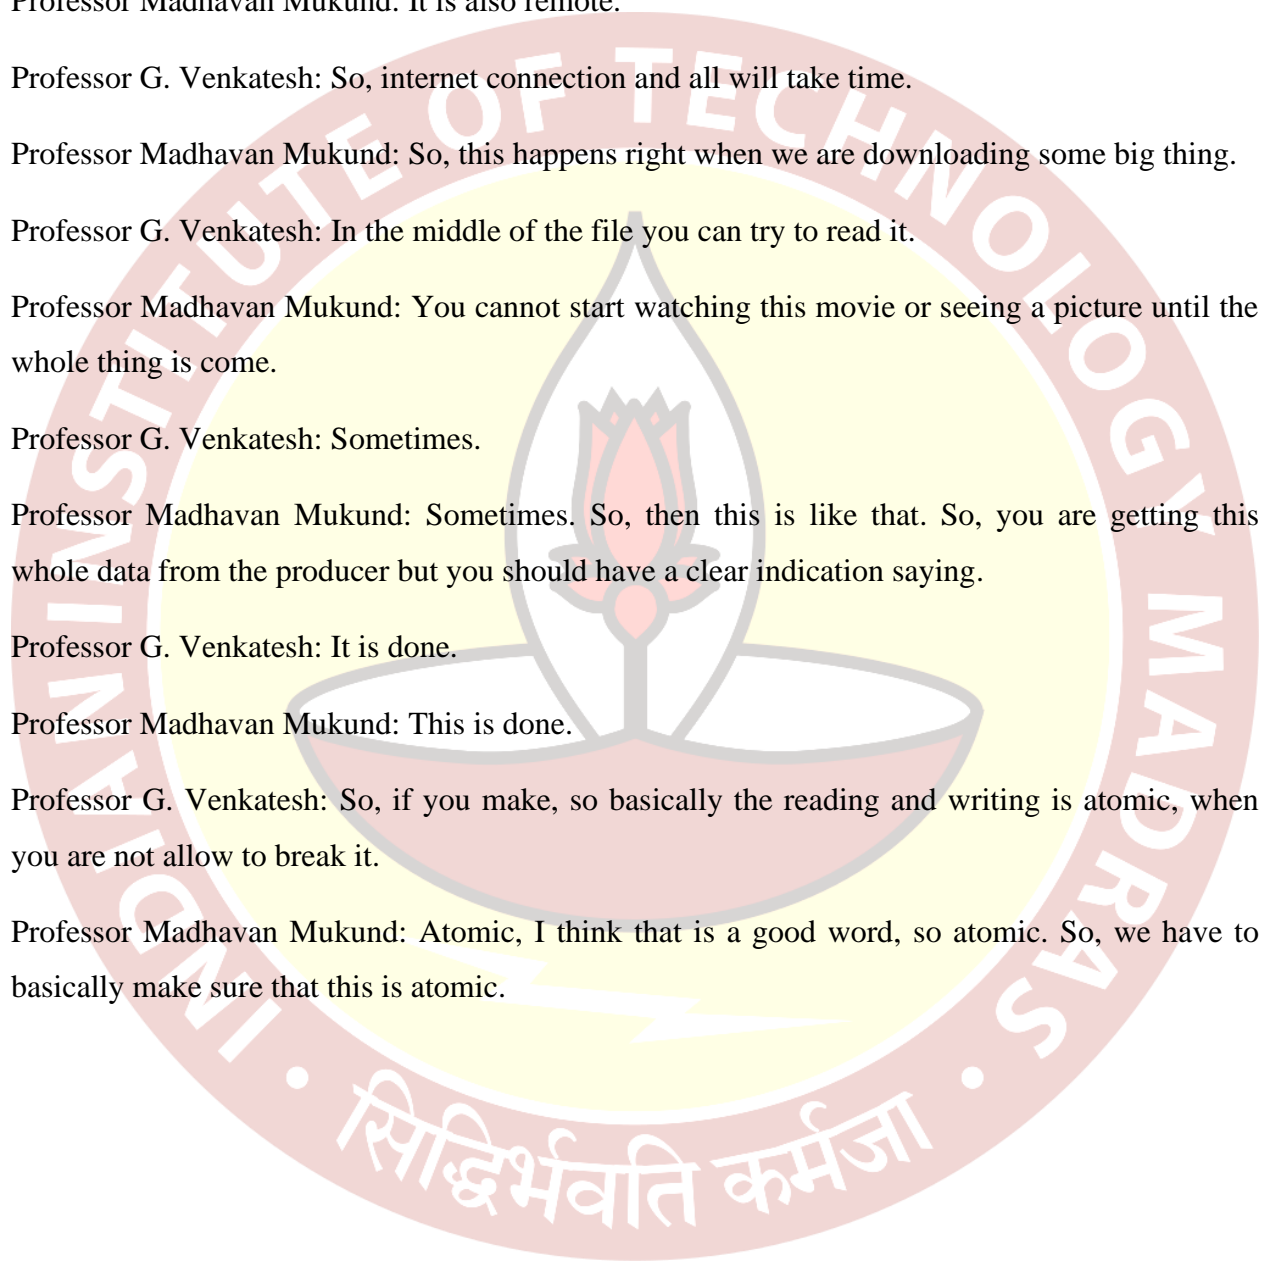 Professor Madhavan Mukund: It is also remote.
Professor G. Venkatesh: So, internet connection and all will take time.
Professor Madhavan Mukund: So, this happens right when we are downloading some big thing.
Professor G. Venkatesh: In the middle of the file you can try to read it.
Professor Madhavan Mukund: You cannot start watching this movie or seeing a picture until the
whole thing is come.
Professor G. Venkatesh: Sometimes.
Professor Madhavan Mukund: Sometimes. So, then this is like that. So, you are getting this
whole data from the producer but you should have a clear indication saying.
Professor G. Venkatesh: It is done.
Professor Madhavan Mukund: This is done.
Professor G. Venkatesh: So, if you make, so basically the reading and writing is atomic, when
you are not allow to break it.
Professor Madhavan Mukund: Atomic, I think that is a good word, so atomic. So, we have to
basically make sure that this is atomic.
INDIAN INSTITUTE OF TECHNOLOGY MADRAS
सिद्धिर्भवति कर्मजा